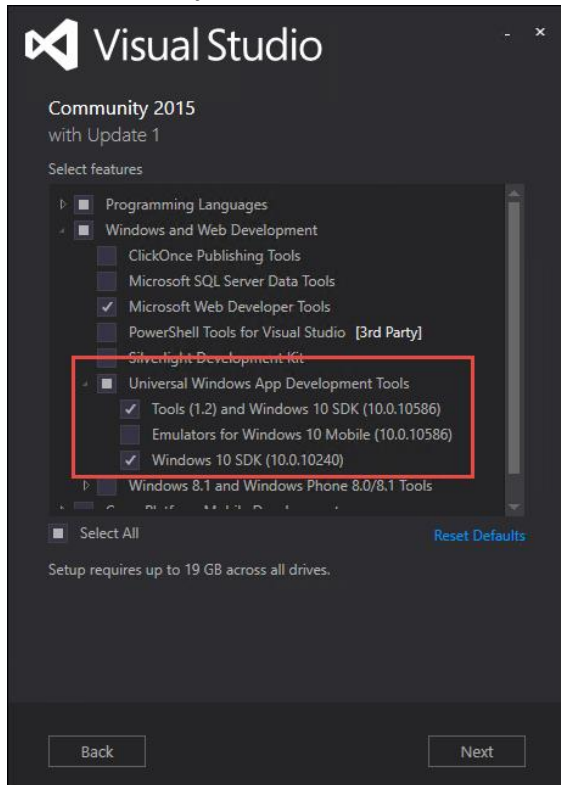 Visual Studio
Community 2015
with Update 1
Select features
Programming Languages
Windows and Web Development
ClickOnce Publishing Tools
Microsoft SQL Server Data Tools
Microsoft Web Developer Tools
PowerShell Tools for Visual Studio [3rd Party]
Silverlight Development Kit
Universal Windows App Development Tools
Tools (1.2) and Windows 10 SDK (10.0.10586)
Emulators for Windows 10 Mobile (10.0.10586)
Windows 10 SDK (10.0.10240)
Windows 8.1 and Windows Phone 8.0/8.1 Tools
Select All
Reset Defaults
Setup requires up to 19 GB across all drives.
Back
Next